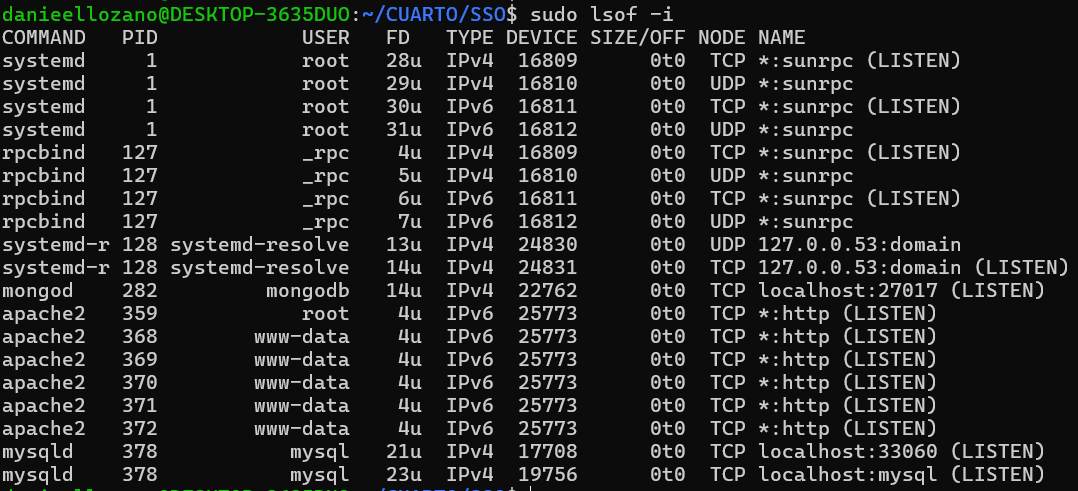 danieellozano@DESKTOP-3635DUO:~/CUARTO/SSO$ sudo lsof -i
COMMAND   PID            USER   FD   TYPE DEVICE SIZE/OFF NODE NAME
systemd     1            root   28u  IPv4  16809      0t0  TCP *:sunrpc (LISTEN)
systemd     1            root   29u  IPv4  16810      0t0  UDP *:sunrpc
systemd     1            root   30u  IPv6  16811      0t0  TCP *:sunrpc (LISTEN)
systemd     1            root   31u  IPv6  16812      0t0  UDP *:sunrpc
rpcbind   127            _rpc    4u  IPv4  16809      0t0  TCP *:sunrpc (LISTEN)
rpcbind   127            _rpc    5u  IPv4  16810      0t0  UDP *:sunrpc
rpcbind   127            _rpc    6u  IPv6  16811      0t0  TCP *:sunrpc (LISTEN)
rpcbind   127            _rpc    7u  IPv6  16812      0t0  UDP *:sunrpc
systemd-r 128 systemd-resolve   13u  IPv4  24830      0t0  UDP 127.0.0.53:domain
systemd-r 128 systemd-resolve   14u  IPv4  24831      0t0  TCP 127.0.0.53:domain (LISTEN)
mongod    282         mongodb   14u  IPv4  22762      0t0  TCP localhost:27017 (LISTEN)
apache2   359            root    4u  IPv6  25773      0t0  TCP *:http (LISTEN)
apache2   368        www-data    4u  IPv6  25773      0t0  TCP *:http (LISTEN)
apache2   369        www-data    4u  IPv6  25773      0t0  TCP *:http (LISTEN)
apache2   370        www-data    4u  IPv6  25773      0t0  TCP *:http (LISTEN)
apache2   371        www-data    4u  IPv6  25773      0t0  TCP *:http (LISTEN)
apache2   372        www-data    4u  IPv6  25773      0t0  TCP *:http (LISTEN)
mysqld    378           mysql   21u  IPv4  17708      0t0  TCP localhost:33060 (LISTEN)
mysqld    378           mysql   23u  IPv4  19756      0t0  TCP localhost:mysql (LISTEN)